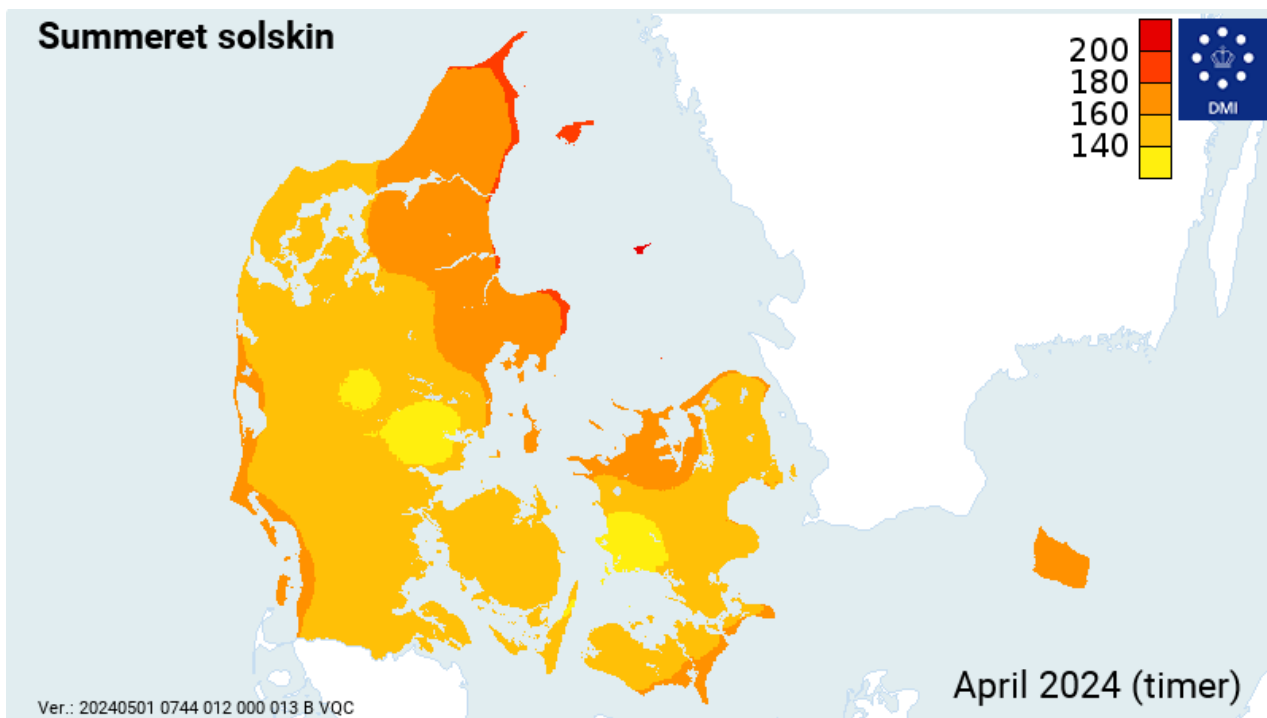 Summeret solskin
200
180
160
140
DMI
April 2024 (timer)
Ver.: 20240501 0744 012 000 013 B VQC